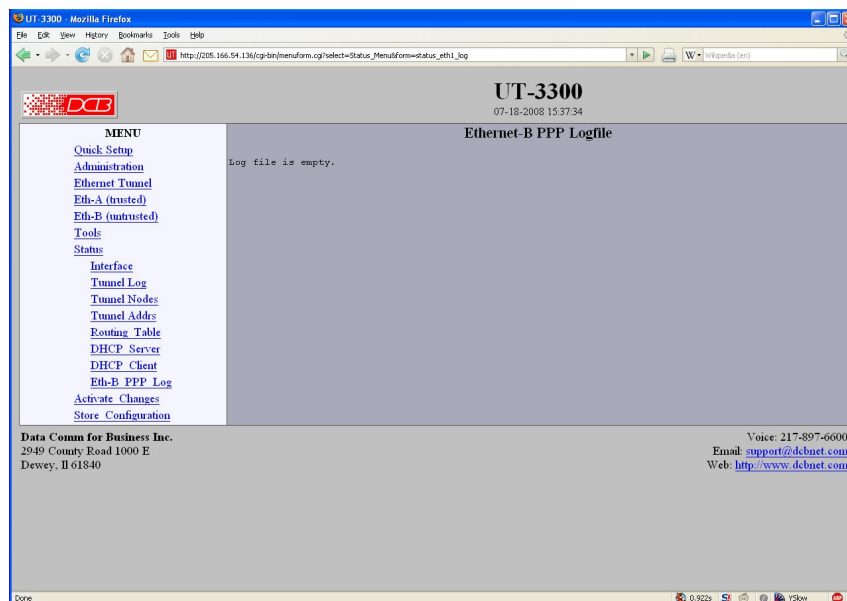 UT-3300 - Mozilla Firefox
File Edit View History Bookmarks Tools Help
UT http://205.166.54.136/cgi-bin/menuform.cgi?select=Status_Menu&form=status_eth1_log W Wikipedia (en)
DCB
UT-3300
07-18-2008 15:37:34
MENU
Quick Setup
Administration
Ethernet Tunnel
Eth-A (trusted)
Eth-B (untrusted)
Tools
Status
Interface
Tunnel Log
Tunnel Nodes
Tunnel Addrs
Routing Table
DHCP Server
DHCP Client
Eth-B PPP Log
Activate Changes
Store Configuration
Ethernet-B PPP Logfile
Log file is empty.
Data Comm for Business Inc.
2949 County Road 1000 E
Dewey, Il 61840
Voice: 217-897-6600
Email: support@dcbnet.com
Web: http://www.dcbnet.com
Done 0.922s YSlow ABP